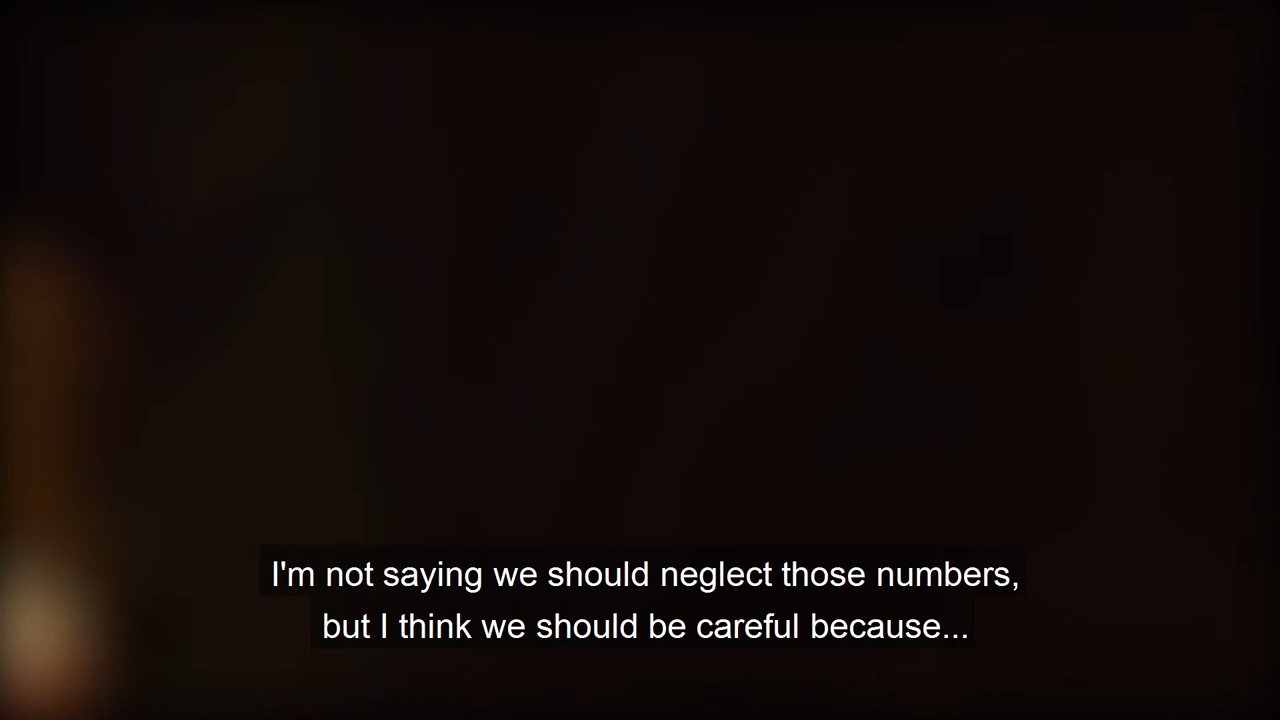 I'm not saying we should neglect those numbers,
but I think we should be careful because...